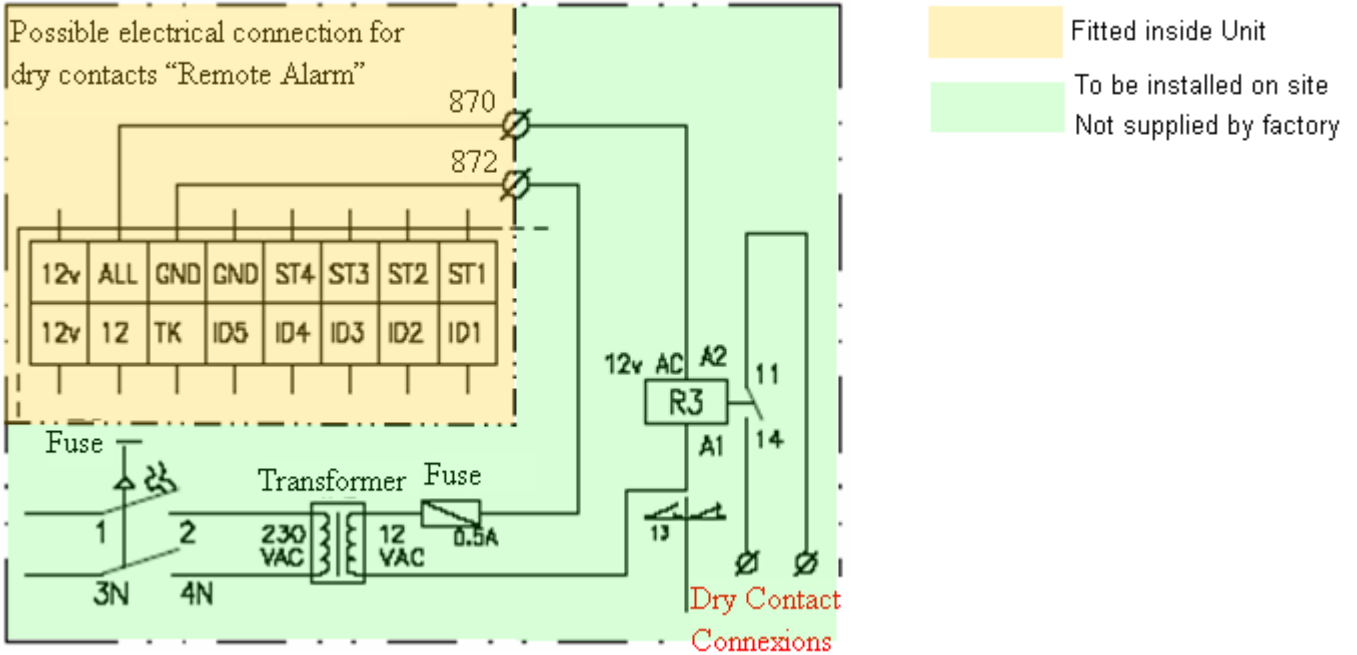 Possible electrical connection for
dry contacts “Remote Alarm”
870
872
12v ALL GND GND ST4 ST3 ST2 ST1
12v 12 TK ID5 ID4 ID3 ID2 ID1
12v AC A2
R3
A1
11
14
13
Fuse
1 2
3N 4N
Transformer
230
VAC
12
VAC
Fuse
0.5A
Dry Contact
Connexions
Fitted inside Unit
To be installed on site
Not supplied by factory